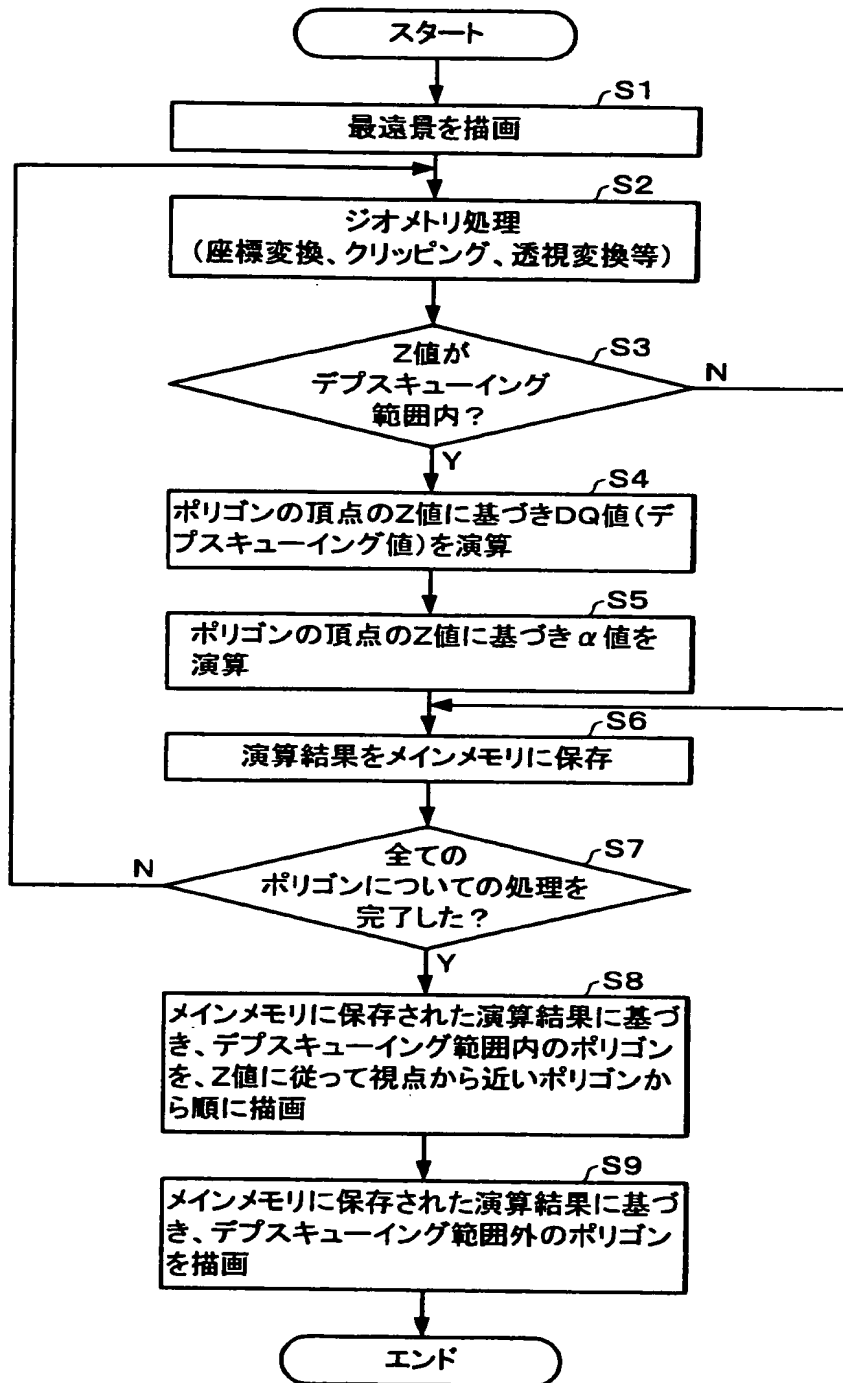 スタート
S1
最遠景を描画
S2
ジオメトリ処理
(座標変換、クリッピング、透視変換等)
S3
Z値が
デプスキューイング
範囲内?
N
Y
S4
ポリゴンの頂点のZ値に基づきDQ値(デ
プスキューイング値)を演算
S5
ポリゴンの頂点のZ値に基づきα値を
演算
S6
演算結果をメインメモリに保存
S7
全ての
ポリゴンについての処理を
完了した?
N
Y
S8
メインメモリに保存された演算結果に基づ
き、デプスキューイング範囲内のポリゴン
を、Z値に従って視点から近いポリゴンか
ら順に描画
S9
メインメモリに保存された演算結果に基づ
き、デプスキューイング範囲外のポリゴン
を描画
エンド